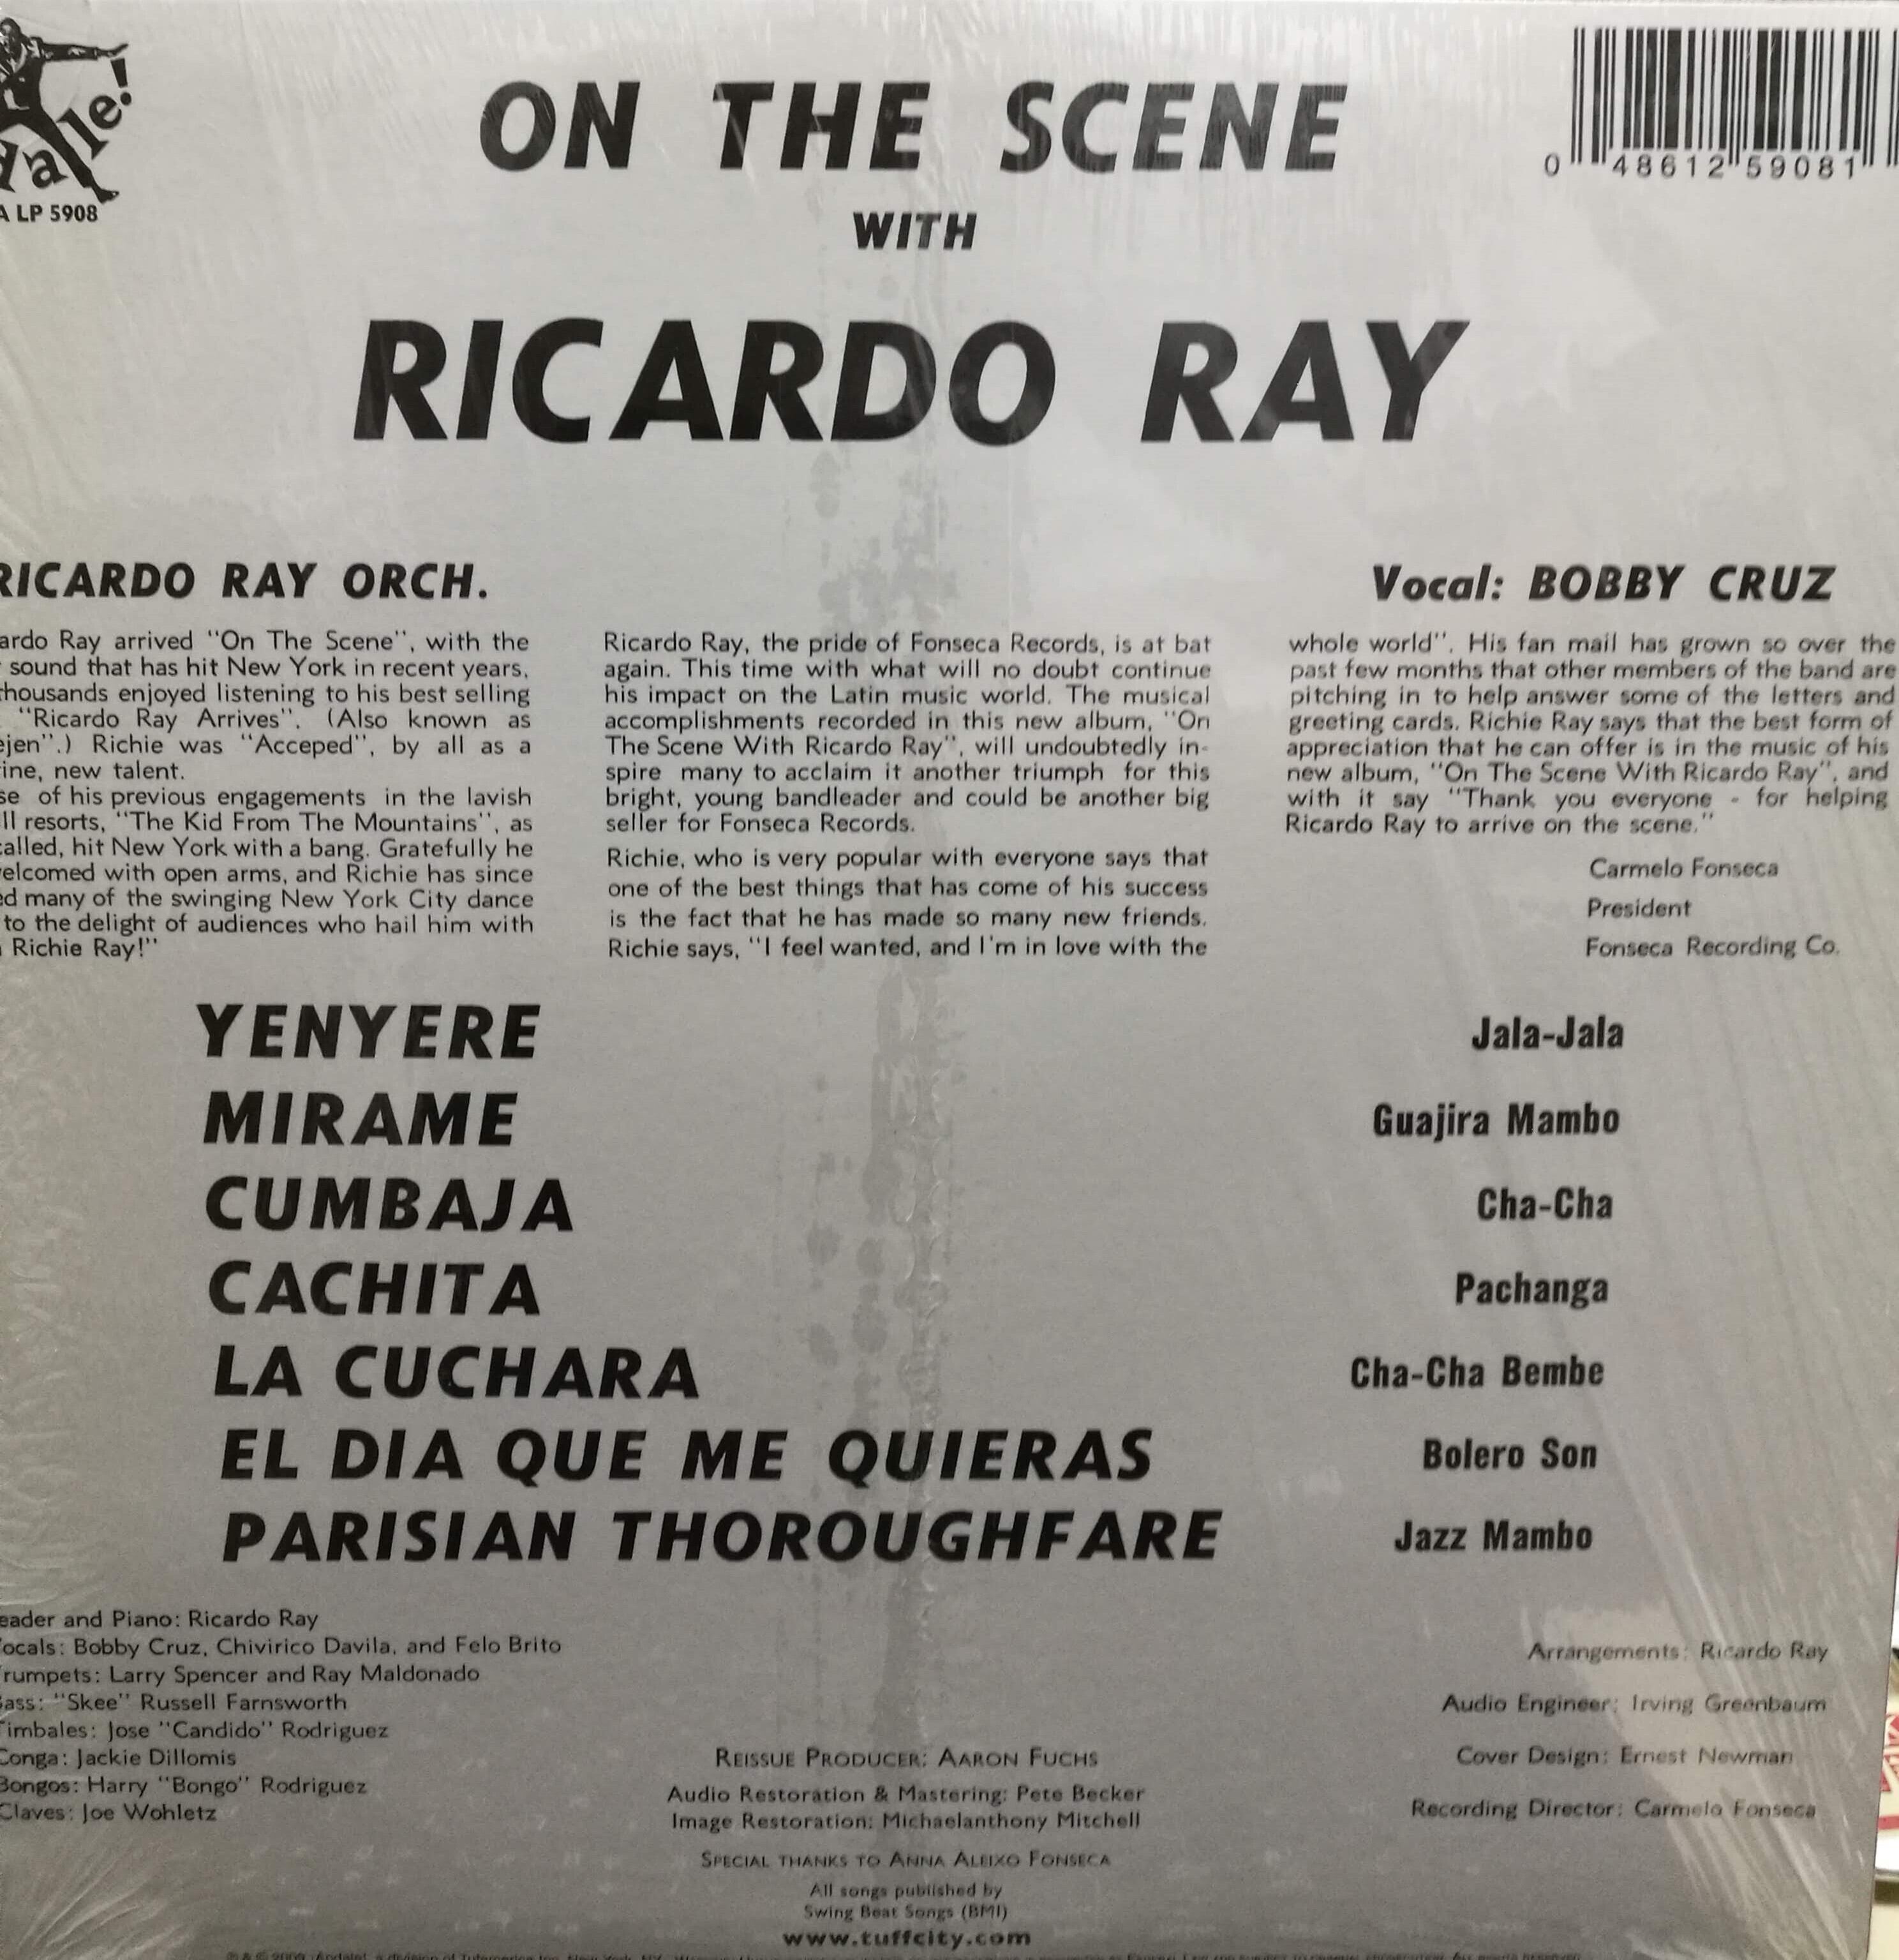 ale!
A LP 5908
ON THE SCENE
WITH
RICARDO RAY
0 48612 59081
RICARDO RAY ORCH.
ardo Ray arrived "On The Scene", with the
sound that has hit New York in recent years,
housands enjoyed listening to his best selling
"Ricardo Ray Arrives". (Also known as
ejen".) Richie was "Acceped", by all as a
ine, new talent.
se of his previous engagements in the lavish
ll resorts, "The Kid From The Mountains", as
called, hit New York with a bang. Gratefully he
elcomed with open arms, and Richie has since
ed many of the swinging New York City dance
to the delight of audiences who hail him with
Richie Ray!"
Ricardo Ray, the pride of Fonseca Records, is at bat
again. This time with what will no doubt continue
his impact on the Latin music world. The musical
accomplishments recorded in this new album, "On
The Scene With Ricardo Ray", will undoubtedly in-
spire many to acclaim it another triumph for this
bright, young bandleader and could be another big
seller for Fonseca Records.
Richie, who is very popular with everyone says that
one of the best things that has come of his success
is the fact that he has made so many new friends.
Richie says, "I feel wanted, and I'm in love with the
Vocal: BOBBY CRUZ
whole world". His fan mail has grown so over the
past few months that other members of the band are
pitching in to help answer some of the letters and
greeting cards. Richie Ray says that the best form of
appreciation that he can offer is in the music of his
new album, "On The Scene With Ricardo Ray", and
with it say "Thank you everyone - for helping
Ricardo Ray to arrive on the scene."
Carmelo Fonseca
President
Fonseca Recording Co.
YENYERE Jala-Jala
MIRAME Guajira Mambo
CUMBAJA Cha-Cha
CACHITA Pachanga
LA CUCHARA Cha-Cha Bembe
EL DIA QUE ME QUIERAS Bolero Son
PARISIAN THOROUGHFARE Jazz Mambo
eader and Piano: Ricardo Ray
ocals: Bobby Cruz, Chivirico Davila, and Felo Brito
rumpets: Larry Spencer and Ray Maldonado
ass: "Skee" Russell Farnsworth
Timbales: Jose "Candido" Rodriguez
Conga: Jackie Dillomis
Bongos: Harry "Bongo" Rodriguez
Claves: Joe Wohletz
REISSUE PRODUCER: AARON FUCHS
Audio Restoration & Mastering: Pete Becker
Image Restoration: Michaelanthony Mitchell
SPECIAL THANKS TO ANNA ALEIXO FONSECA
All songs published by
Swing Beat Songs (BMI)
www.tuffcity.com
Arrangements: Ricardo Ray
Audio Engineer: Irving Greenbaum
Cover Design: Ernest Newman
Recording Director: Carmelo Fonseca